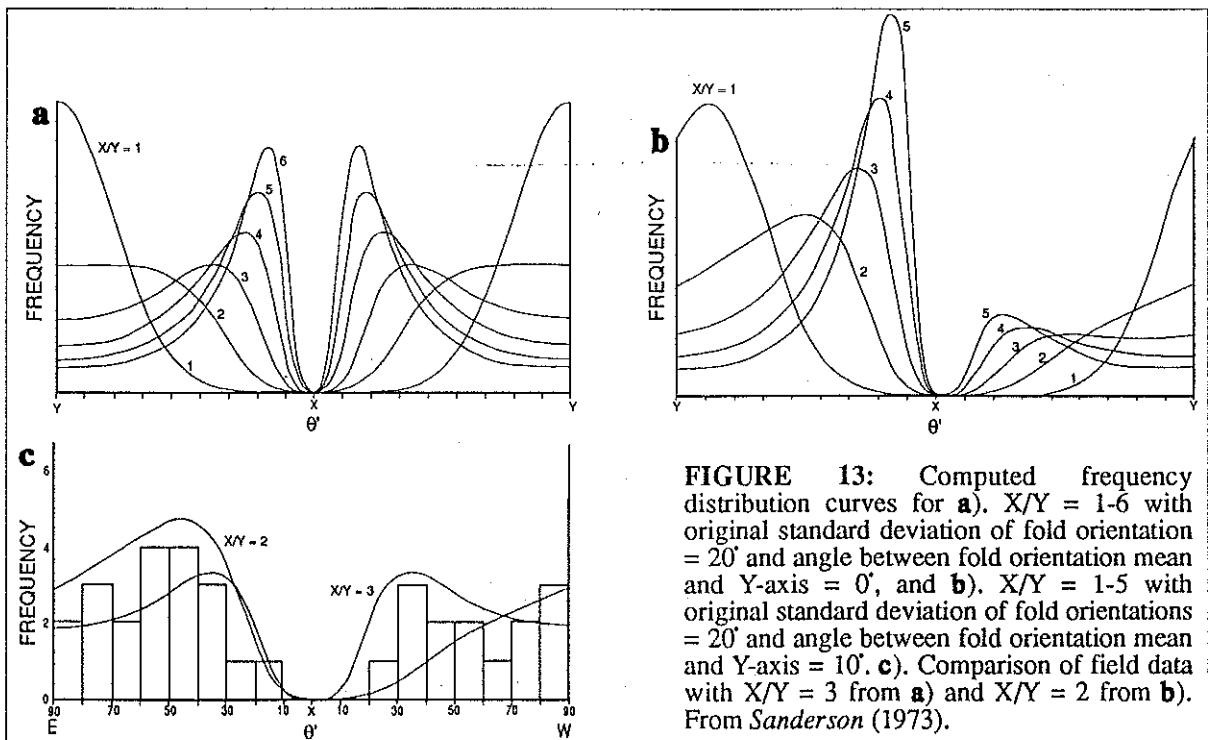 a
X/Y = 1
6
5
4
3
2
1
FREQUENCY
Y
X
Y
θ'
b
X/Y = 1
5
4
3
2
5
4
3
2
1
FREQUENCY
Y
X
Y
θ'
c
6
4
2
0
FREQUENCY
X/Y = 2
X/Y = 3
90 70 50 30 10 X 10 30 50 70 90
E
θ'
W
FIGURE 13: Computed frequency
distribution curves for a). X/Y = 1-6 with
original standard deviation of fold orientation
= 20° and angle between fold orientation mean
and Y-axis = 0°, and b). X/Y = 1-5 with
original standard deviation of fold orientations
= 20° and angle between fold orientation mean
and Y-axis = 10°. c). Comparison of field data
with X/Y = 3 from a) and X/Y = 2 from b).
From Sanderson (1973).